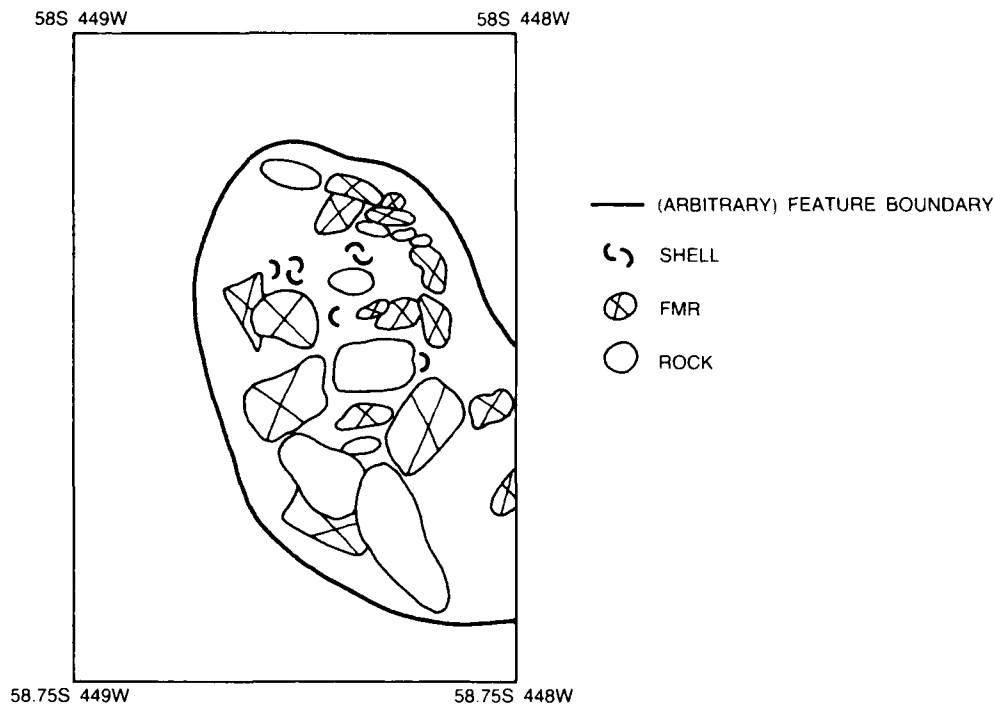 58S 449W
58S 448W
(ARBITRARY) FEATURE BOUNDARY
SHELL
FMR
ROCK
58.75S 449W
58.75S 448W